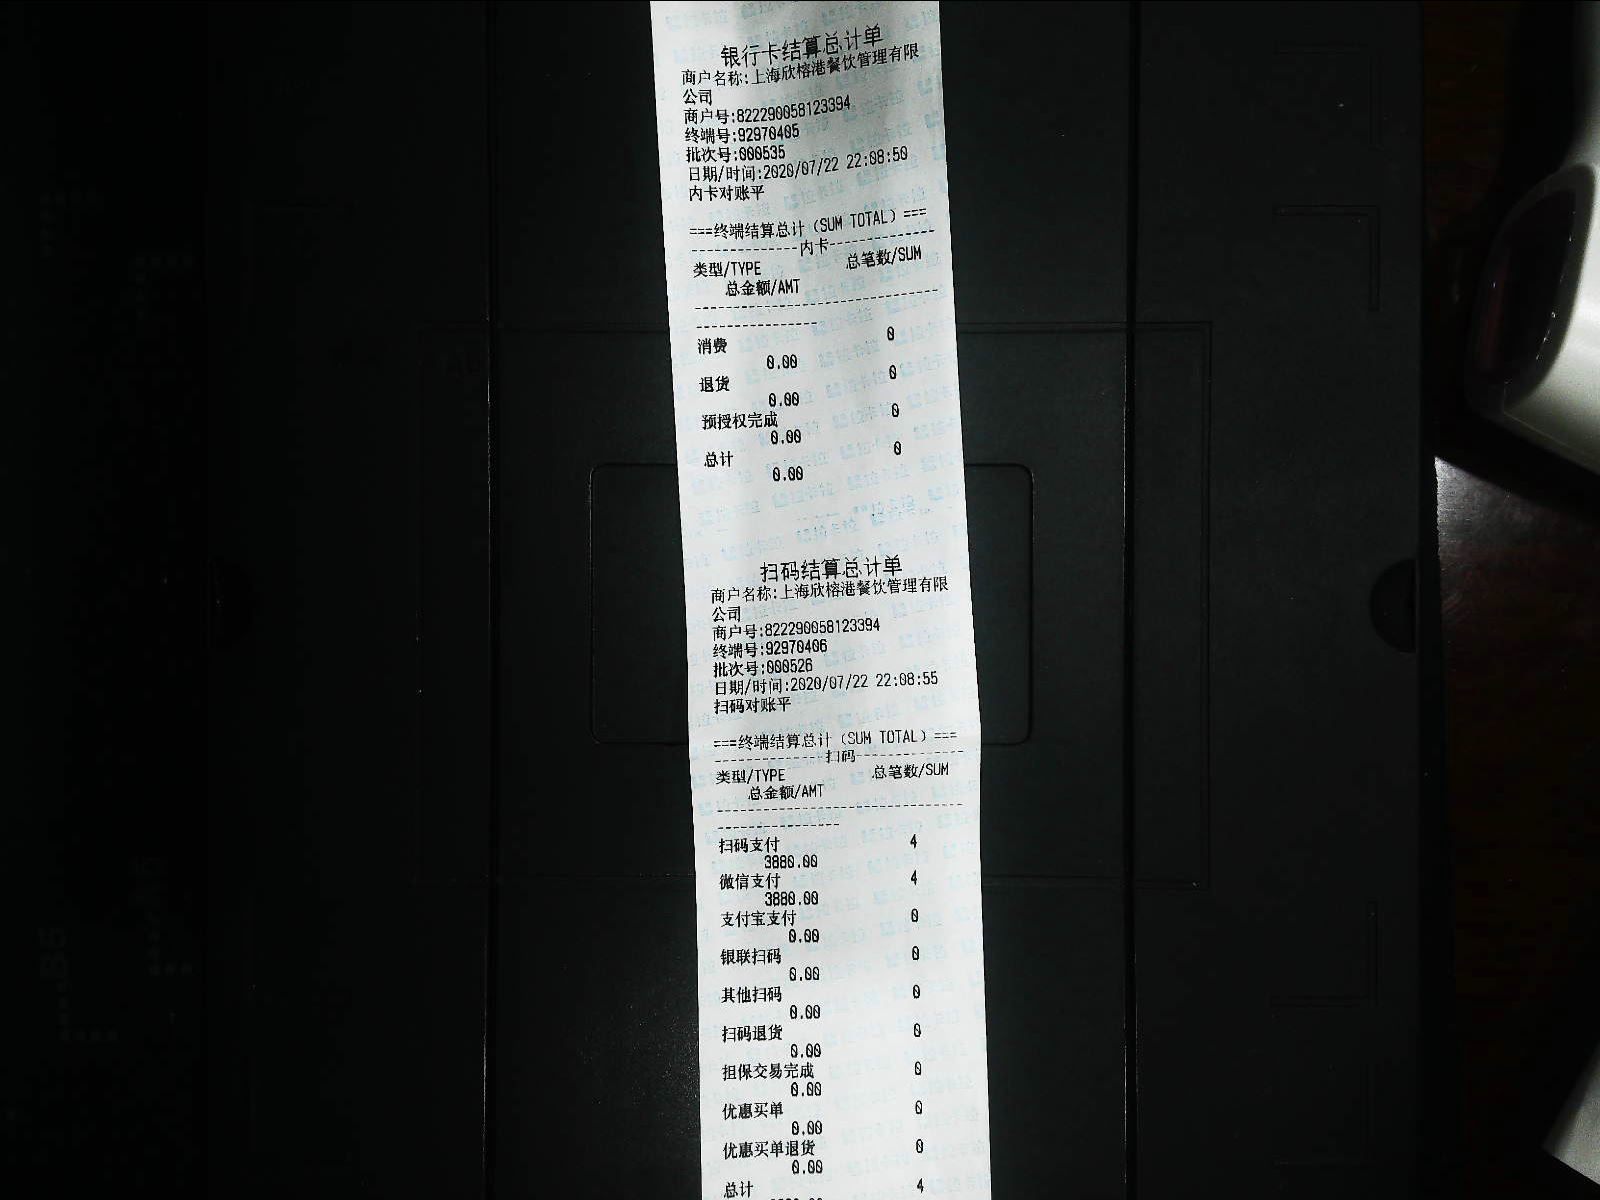 银行卡结算总计单
商户名称:上海欣榕港餐饮管理有限
公司
商户号:822290058123394
终端号:92970405
批次号:000535
日期/时间:2020/07/22 22:08:50
内卡对账平
===终端结算总计（SUM TOTAL）===
-------------内卡-------------
类型/TYPE 总笔数/SUM
总金额/AMT
------------------------------
---------------
消费 0
0.00
退货 0
0.00
预授权完成 0
0.00
总计 0
0.00
扫码结算总计单
商户名称:上海欣榕港餐饮管理有限
公司
商户号:822290058123394
终端号:92970406
批次号:000526
日期/时间:2020/07/22 22:08:55
扫码对账平
===终端结算总计（SUM TOTAL）===
-------------扫码-------------
类型/TYPE 总笔数/SUM
总金额/AMT
------------------------------
---------------
扫码支付 4
3880.00
微信支付 4
3880.00
支付宝支付 0
0.00
银联扫码 0
0.00
其他扫码 0
0.00
扫码退货 0
0.00
担保交易完成 0
0.00
优惠买单 0
0.00
优惠买单退货 0
0.00
总计 4